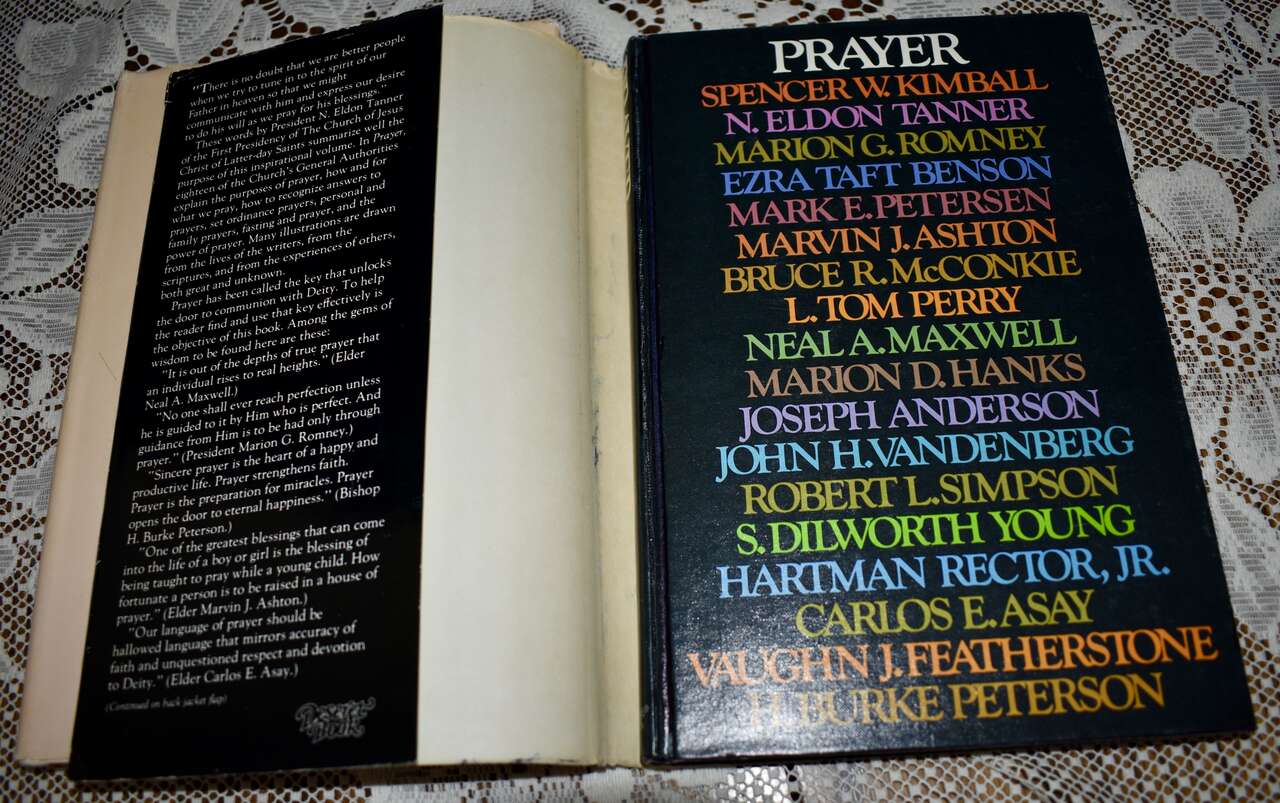 "There is no doubt that we are better people
when we try to tune in to the spirit of our
Father in heaven so that we might
communicate with him and express our desire
to do his will as we pray for his blessings."
These words by President N. Eldon Tanner
of the First Presidency of The Church of Jesus
Christ of Latter-day Saints summarize well the
purpose of this inspirational volume. In Prayer,
eighteen of the Church's General Authorities
explain the purposes of prayer, how and for
what we pray, how to recognize answers to
prayers, set ordinance prayers, personal and
family prayers, fasting and prayer, and the
power of prayer. Many illustrations are drawn
from the lives of the writers, from the
scriptures, and from the experiences of others,
both great and unknown.
Prayer has been called the key that unlocks
the door to communion with Deity. To help
the reader find and use that key effectively is
the objective of this book. Among the gems of
wisdom to be found here are these:
"It is out of the depths of true prayer that
an individual rises to real heights." (Elder
Neal A. Maxwell.)
"No one shall ever reach perfection unless
he is guided to it by Him who is perfect. And
guidance from Him is to be had only through
prayer." (President Marion G. Romney.)
"Sincere prayer is the heart of a happy and
productive life. Prayer strengthens faith.
Prayer is the preparation for miracles. Prayer
opens the door to eternal happiness." (Bishop
H. Burke Peterson.)
"One of the greatest blessings that can come
into the life of a boy or girl is the blessing of
being taught to pray while a young child. How
fortunate a person is to be raised in a house of
prayer." (Elder Marvin J. Ashton.)
"Our language of prayer should be
hallowed language that mirrors accuracy of
faith and unquestioned respect and devotion
to Deity." (Elder Carlos E. Asay.)
(Continued on back jacket flap)
Deseret
Book
PRAYER
SPENCER W. KIMBALL
N. ELDON TANNER
MARION G. ROMNEY
EZRA TAFT BENSON
MARK E. PETERSEN
MARVIN J. ASHTON
BRUCE R. McCONKIE
L. TOM PERRY
NEAL A. MAXWELL
MARION D. HANKS
JOSEPH ANDERSON
JOHN H. VANDENBERG
ROBERT L. SIMPSON
S. DILWORTH YOUNG
HARTMAN RECTOR, JR.
CARLOS E. ASAY
VAUGHN J. FEATHERSTONE
H. BURKE PETERSON